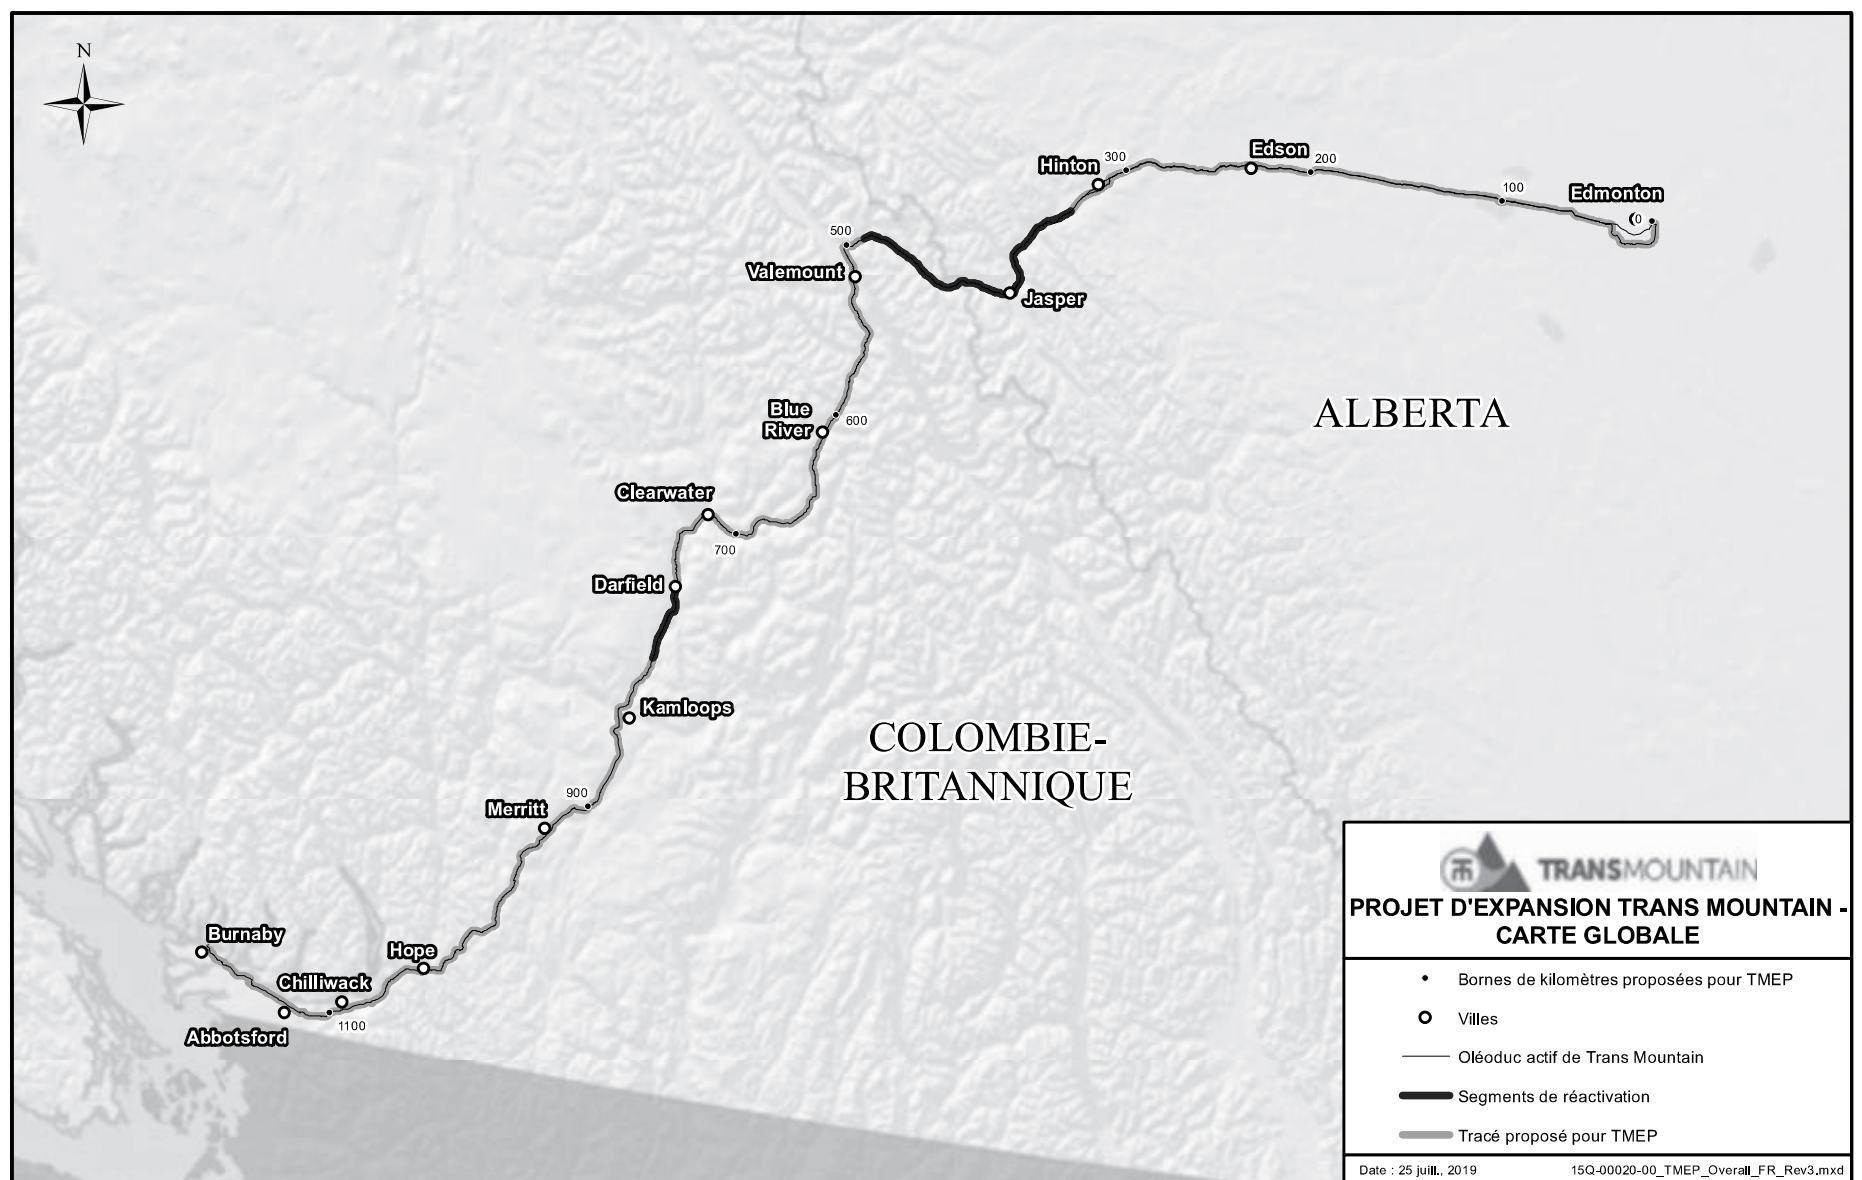 N
Hinton
300
Edson
200
100
Edmonton
0
500
Valemount
Jasper
Blue
River
600
ALBERTA
Clearwater
700
Darfield
Kamloops
COLOMBIE-
BRITANNIQUE
900
Merritt
Burnaby
Hope
Chilliwack
1100
Abbotsford
TRANSMOUNTAIN
PROJET D'EXPANSION TRANS MOUNTAIN -
CARTE GLOBALE
Bornes de kilomètres proposées pour TMEP
Villes
Oléoduc actif de Trans Mountain
Segments de réactivation
Tracé proposé pour TMEP
Date : 25 juill., 2019 15Q-00020-00_TMEP_Overall_FR_Rev3.mxd